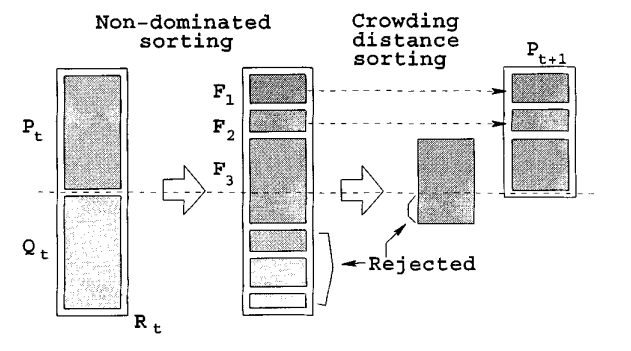 Non-dominated
sorting
Crowding
distance
sorting
P t+1
F 1
F 2
P t
F 3
Q t
Rejected
R t